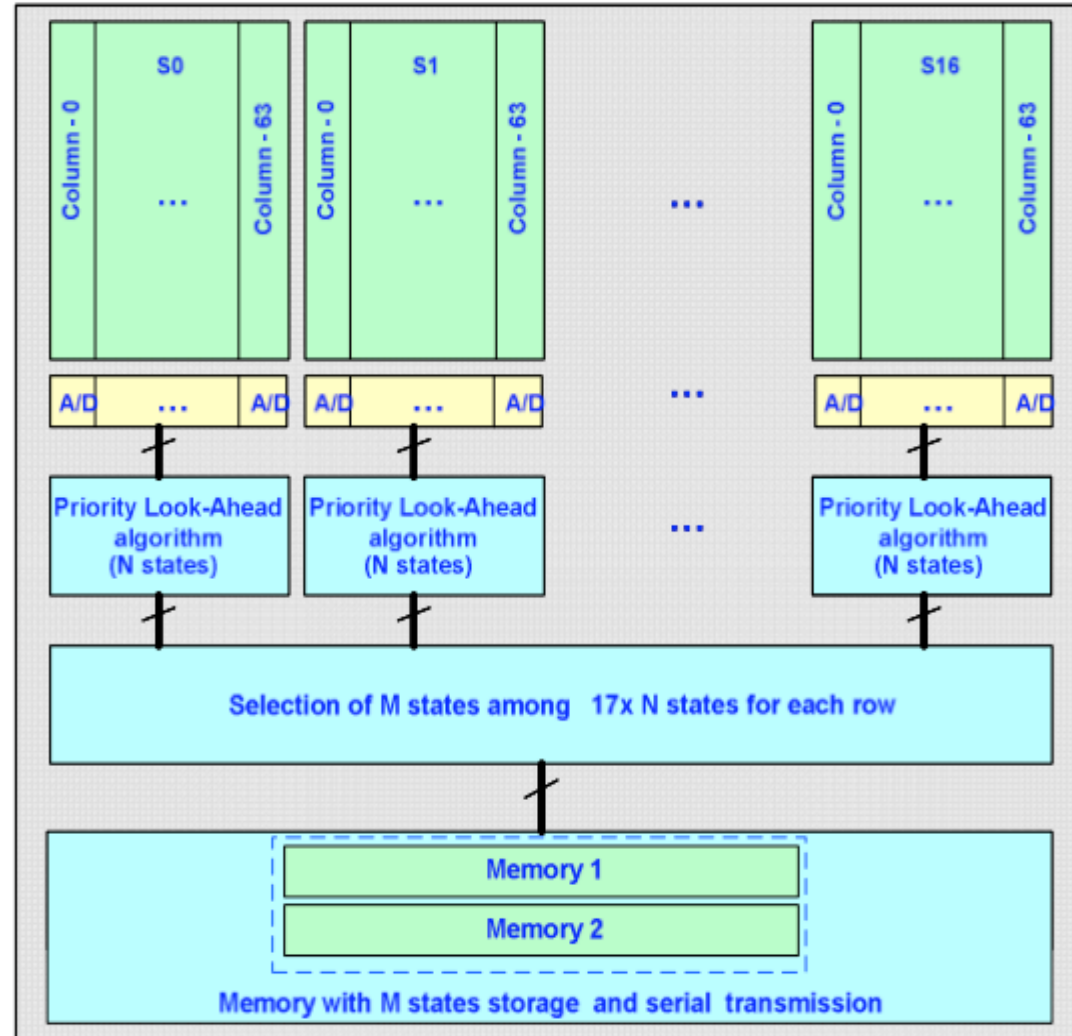 S0
S1
S16
Column - 0
...
Column - 63
Column - 0
...
Column - 63
...
Column - 0
...
Column - 63
A/D
...
A/D
A/D
...
A/D
...
A/D
...
A/D
Priority Look-Ahead
algorithm
(N states)
Priority Look-Ahead
algorithm
(N states)
...
Priority Look-Ahead
algorithm
(N states)
Selection of M states among 17x N states for each row
Memory 1
Memory 2
Memory with M states storage and serial transmission